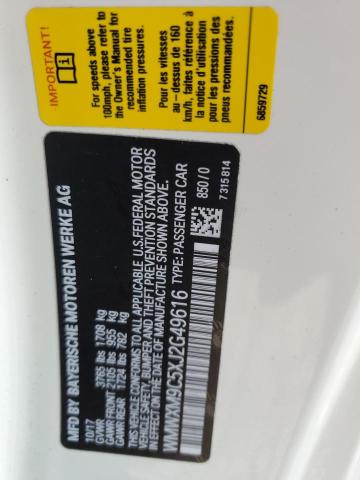 IMPORTANT!
For speeds above
100mph, please refer to
the Owner's Manual for
recommended tire
inflation pressures.
Pour les vitesses
au-dessus de 160
km/h, faites référence à
la notice d'utilisation
pour les pressions des
pneus recommandées.
6859729
MFD BY BAYERISCHE MOTOREN WERKE AG
10/17
GVWR 3765 lbs 1708 kg
GAWR FRONT 2105 lbs 955 kg
GAWR REAR 1724 lbs 782 kg
THIS VEHICLE CONFORMS TO ALL APPLICABLE U.S.FEDERAL MOTOR
VEHICLE SAFETY, BUMPER AND THEFT PREVENTION STANDARDS
IN EFFECT ON THE DATE OF MANUFACTURE SHOWN ABOVE.
WMWXM9C5XJ2G49616 TYPE: PASSENGER CAR
850/0
7 315 814